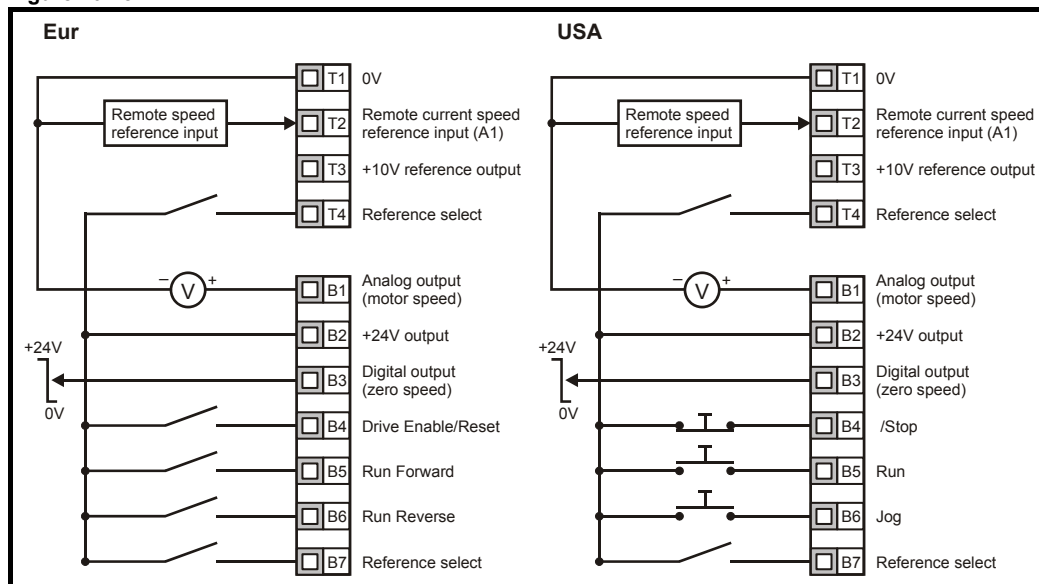 Eur
T1 0V
Remote speed
reference input
T2 Remote current speed
reference input (A1)
T3 +10V reference output
T4 Reference select
– V +
B1 Analog output
(motor speed)
B2 +24V output
+24V
0V
B3 Digital output
(zero speed)
B4 Drive Enable/Reset
B5 Run Forward
B6 Run Reverse
B7 Reference select
USA
T1 0V
Remote speed
reference input
T2 Remote current speed
reference input (A1)
T3 +10V reference output
T4 Reference select
– V +
B1 Analog output
(motor speed)
B2 +24V output
+24V
0V
B3 Digital output
(zero speed)
B4 /Stop
B5 Run
B6 Jog
B7 Reference select